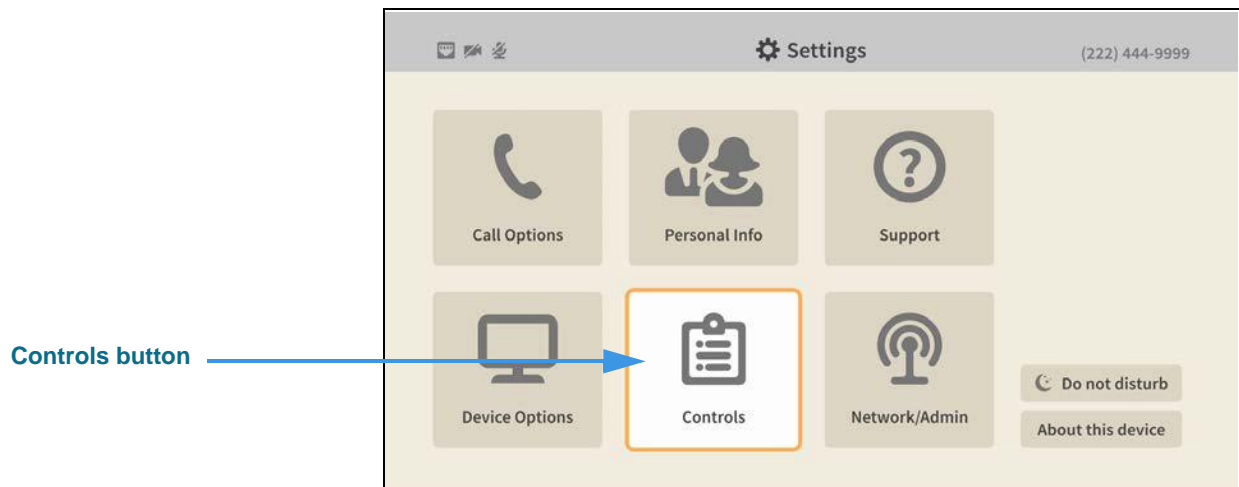 Settings
(222) 444-9999
Call Options
Personal Info
Support
Controls button
Device Options
Controls
Network/Admin
Do not disturb
About this device